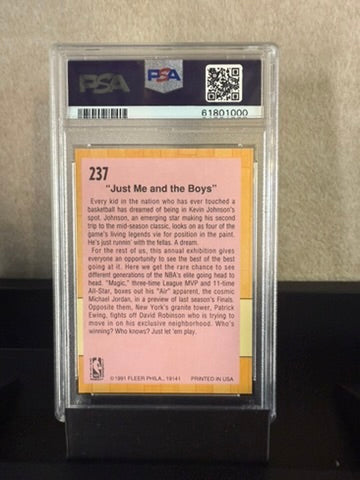 PSA
PSA
61801000
237
"Just Me and the Boys"
Every kid in the nation who has ever touched a
basketball has dreamed of being in Kevin Johnson's
spot. Johnson, an emerging star making his second
trip to the mid-season classic, looks on as four of the
game's living legends vie for position in the paint.
He's just runnin' with the fellas. A dream.
For the rest of us, this annual exhibition gives
everyone an opportunity to see the best of the best
going at it. Here we get the rare chance to see
different generations of the NBA's elite going head to
head. "Magic," three-time League MVP and 11-time
All-Star, boxes out his "Air" apparent, the cosmic
Michael Jordan, in a preview of last season's Finals.
Opposite them, New York's granite tower, Patrick
Ewing, fights off David Robinson who is trying to
move in on his exclusive neighborhood. Who's
winning? Who knows? Just let 'em play.
©1991 FLEER PHILA., 19141 PRINTED IN USA